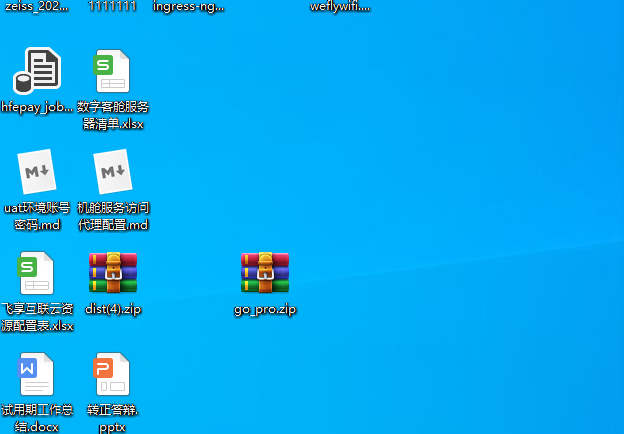 zeiss_202...
1111111
ingress-ng...
weflywifi....
hfepay_job...
数字客舱服务
器清单.xlsx
uat环境账号
密码.md
机舱服务访问
代理配置.md
飞享互联云资
源配置表.xlsx
dist(4).zip
go_pro.zip
试用期工作总
结.docx
转正答辩.
pptx